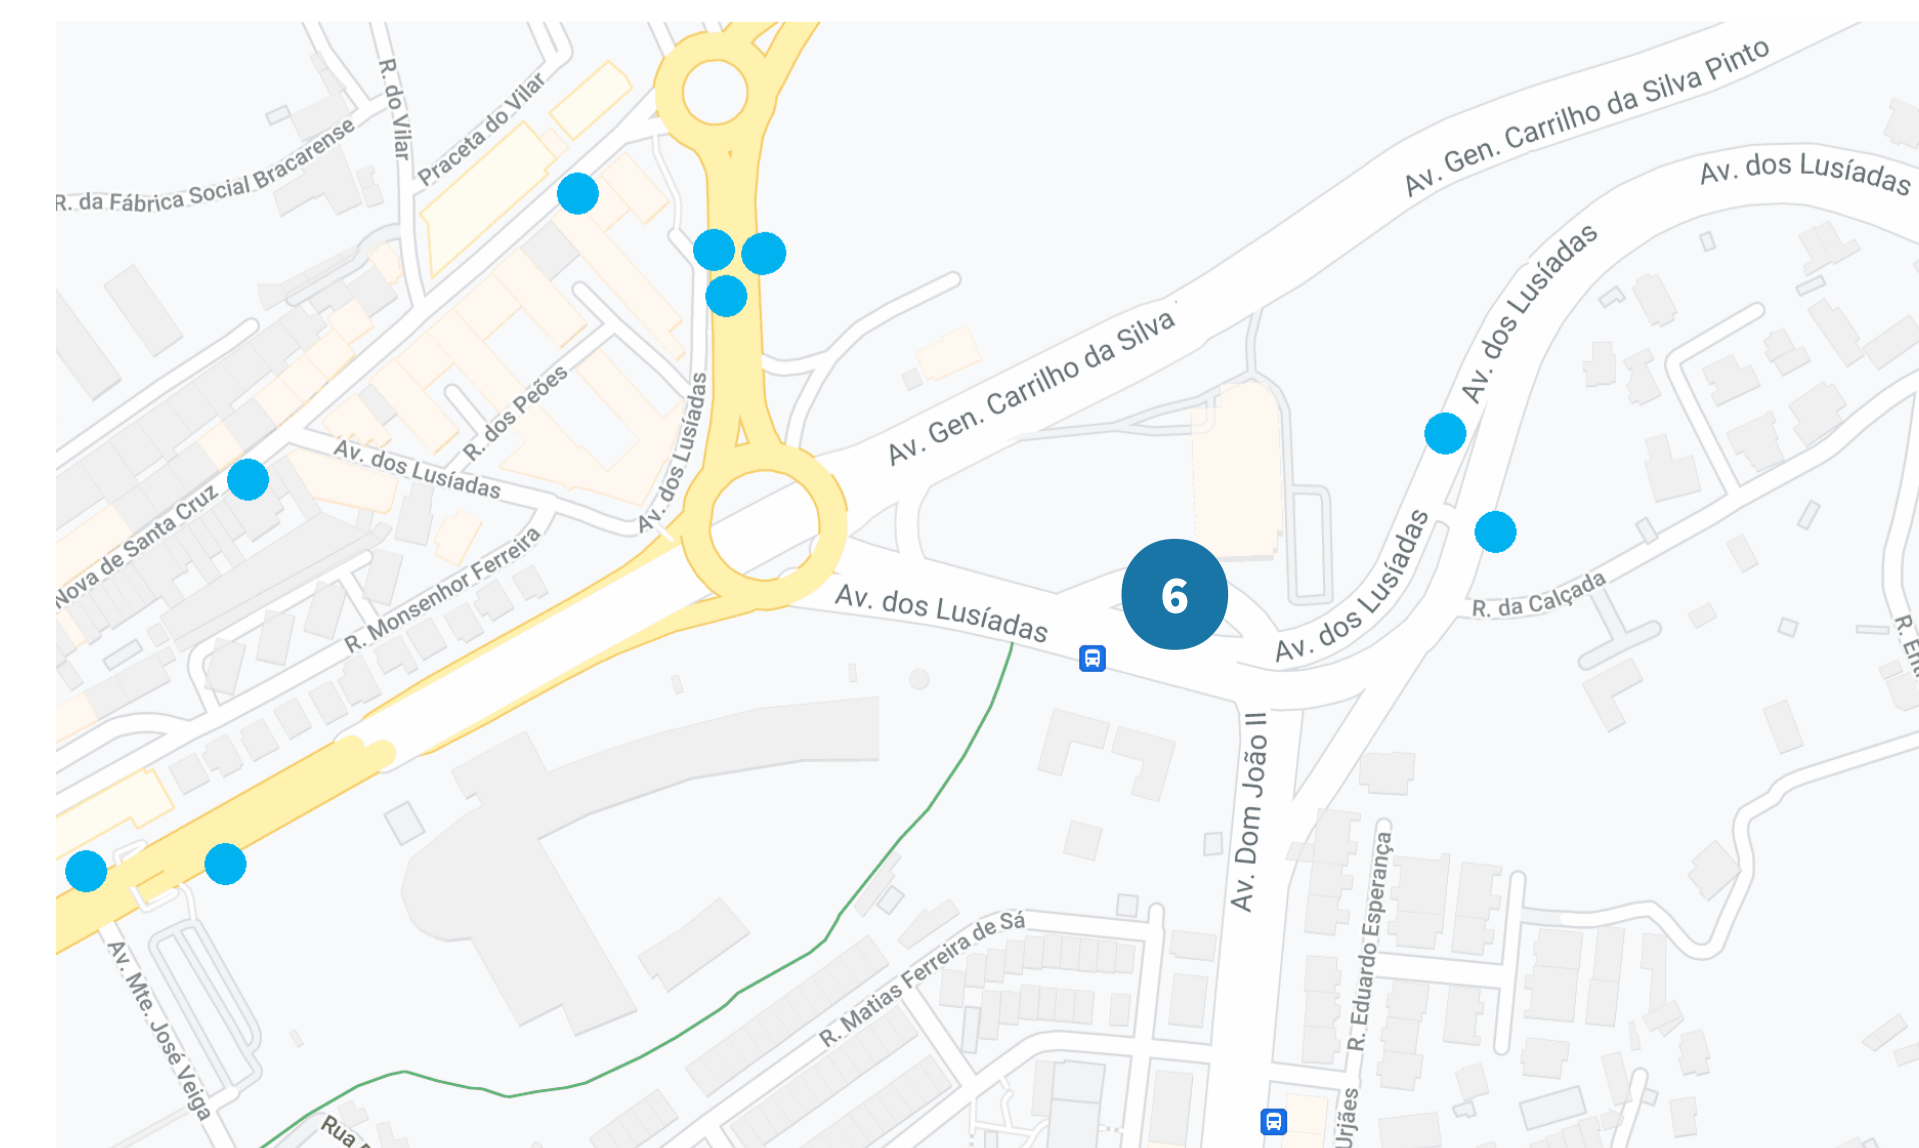 Av. Gen. Carrilho da Silva Pinto
R. do Vilar
Praceta do Vilar
R. da Fábrica Social Bracarense
Av. dos Lusíadas
Av. dos Lusíadas
Av. Gen. Carrilho da Silva
R. dos Peões
Av. dos Lusíadas
Av. dos Lusíadas
Nova de Santa Cruz
R. Monsenhor Ferreira
Av. dos Lusíadas
6
Av. dos Lusíadas
R. da Calçada
Av. Dom João II
R. Eduardo Esperança
R. Matias Ferreira de Sá
Av. Mte. José Veiga
Rua
Urjães